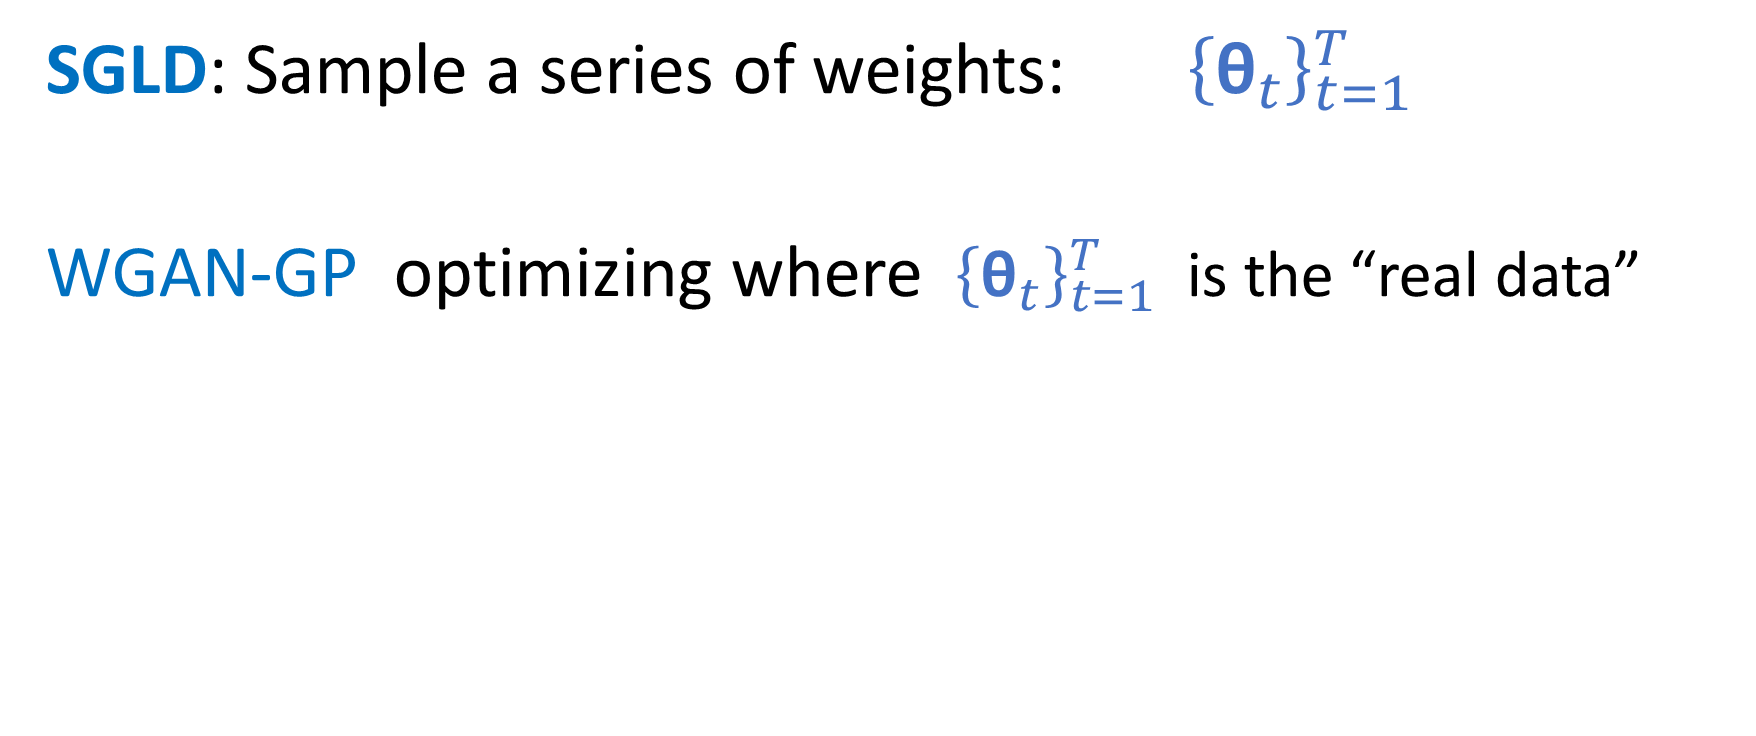 SGLD: Sample a series of weights: {θ_t}_{t=1}^T
WGAN-GP optimizing where {θ_t}_{t=1}^T is the “real data”